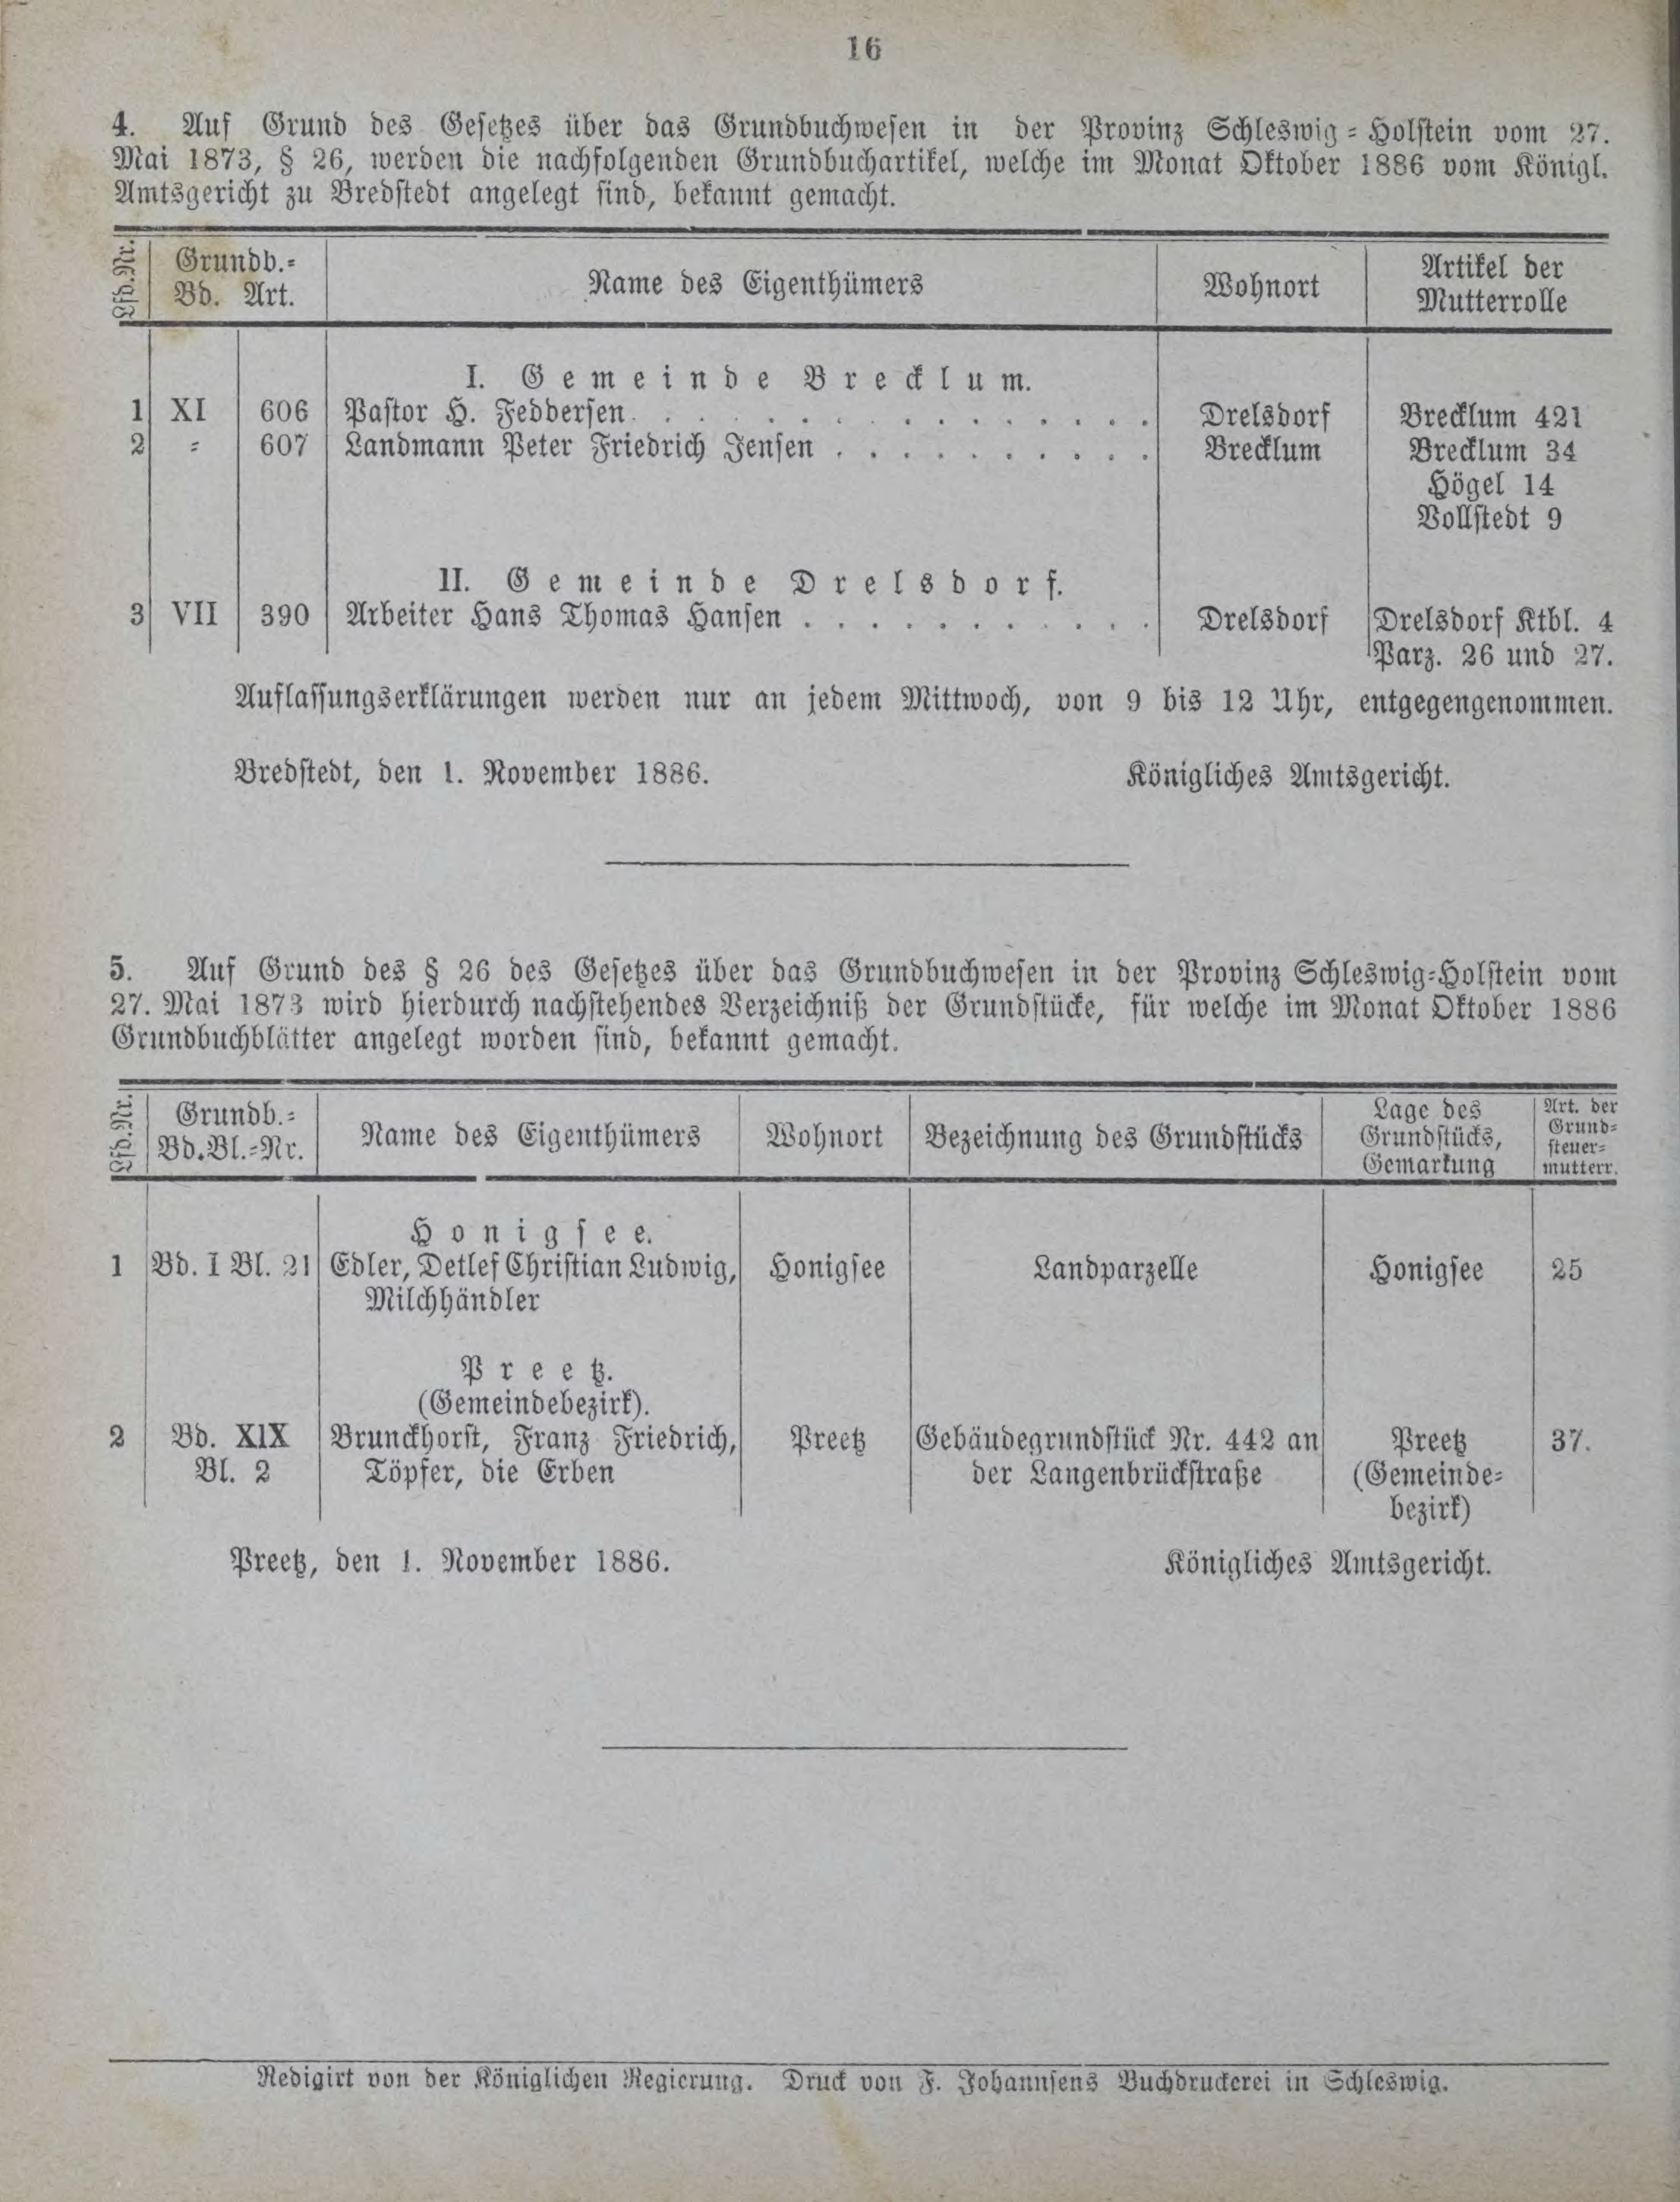 16
4. Auf Grund des Gesetzes über das Grundbuchwesen in der Provinz Schleswig-Holstein vom 27.
Mai 1873, § 26, werden die nachfolgenden Grundbuchartikel, welche im Monat Oktober 1886 vom Königl.
Amtsgericht zu Bredstedt angelegt sind, bekannt gemacht.
Lfd.Nr. Grundb.- Name des Eigenthümers Wohnort Artikel der
Bd. Art. Mutterrolle
I. Gemeinde Brecklum.
1 XI 606 Pastor H. Feddersen. . . . . . . . . . . . . . . . Drelsdorf Brecklum 421
2 = 607 Landmann Peter Friedrich Jensen . . . . . . . . . . Brecklum Brecklum 34
Högel 14
Vollstedt 9
II. Gemeinde Drelsdorf.
3 VII 390 Arbeiter Hans Thomas Hansen . . . . . . . . . . . Drelsdorf Drelsdorf Ktbl. 4
Parz. 26 und 27.
Auflassungserklärungen werden nur an jedem Mittwoch, von 9 bis 12 Uhr, entgegengenommen.
Bredstedt, den 1. November 1886. Königliches Amtsgericht.
5. Auf Grund des § 26 des Gesetzes über das Grundbuchwesen in der Provinz Schleswig-Holstein vom
27. Mai 1873 wird hierdurch nachstehendes Verzeichniß der Grundstücke, für welche im Monat Oktober 1886
Grundbuchblätter angelegt worden sind, bekannt gemacht.
Lfd.Nr. Grundb.- Name des Eigenthümers Wohnort Bezeichnung des Grundstücks Lage des Art. der
Bd.Bl.-Nr. Grundstücks, Grund-
Gemarkung steuer-
mutterr.
Honigsee.
1 Bd. I Bl. 21 Edler, Detlef Christian Ludwig, Honigsee Landparzelle Honigsee 25
Milchhändler
Preetz.
(Gemeindebezirk).
2 Bd. XIX Brunckhorst, Franz Friedrich, Preetz Gebäudegrundstück Nr. 442 an Preetz 37.
Bl. 2 Töpfer, die Erben der Langenbrückstraße (Gemeinde-
bezirk)
Preetz, den 1. November 1886. Königliches Amtsgericht.
Redigirt von der Königlichen Regierung. Druck von F. Johannsens Buchdruckerei in Schleswig.